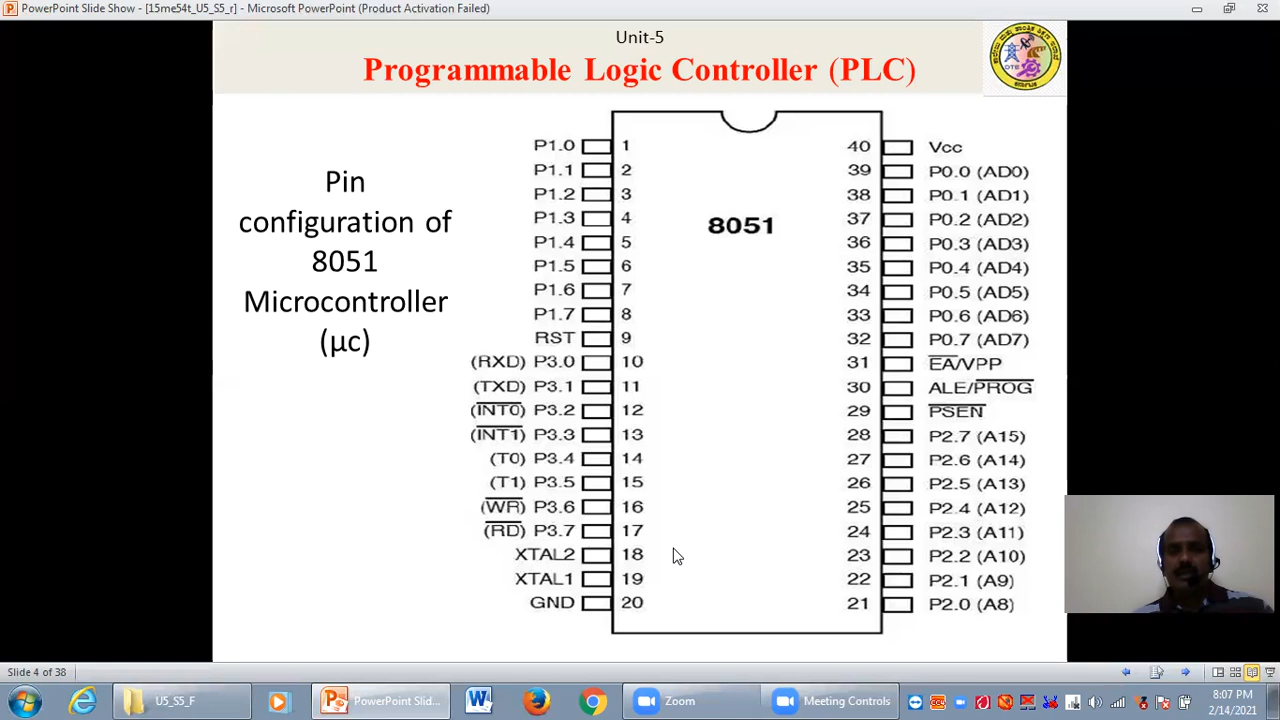 PowerPoint Slide Show - [15me54t_U5_S5_r] - Microsoft PowerPoint (Product Activation Failed)
Unit-5
Programmable Logic Controller (PLC)
DTE
Pin
configuration of
8051
Microcontroller
(µc)
8051
P1.0 1
P1.1 2
P1.2 3
P1.3 4
P1.4 5
P1.5 6
P1.6 7
P1.7 8
RST 9
(RXD) P3.0 10
(TXD) P3.1 11
(INT0) P3.2 12
(INT1) P3.3 13
(T0) P3.4 14
(T1) P3.5 15
(WR) P3.6 16
(RD) P3.7 17
XTAL2 18
XTAL1 19
GND 20
40 Vcc
39 P0.0 (AD0)
38 P0.1 (AD1)
37 P0.2 (AD2)
36 P0.3 (AD3)
35 P0.4 (AD4)
34 P0.5 (AD5)
33 P0.6 (AD6)
32 P0.7 (AD7)
31 EA/VPP
30 ALE/PROG
29 PSEN
28 P2.7 (A15)
27 P2.6 (A14)
26 P2.5 (A13)
25 P2.4 (A12)
24 P2.3 (A11)
23 P2.2 (A10)
22 P2.1 (A9)
21 P2.0 (A8)
Slide 4 of 38
U5_S5_F
PowerPoint Slid...
Zoom
Meeting Controls
8:07 PM
2/14/2021